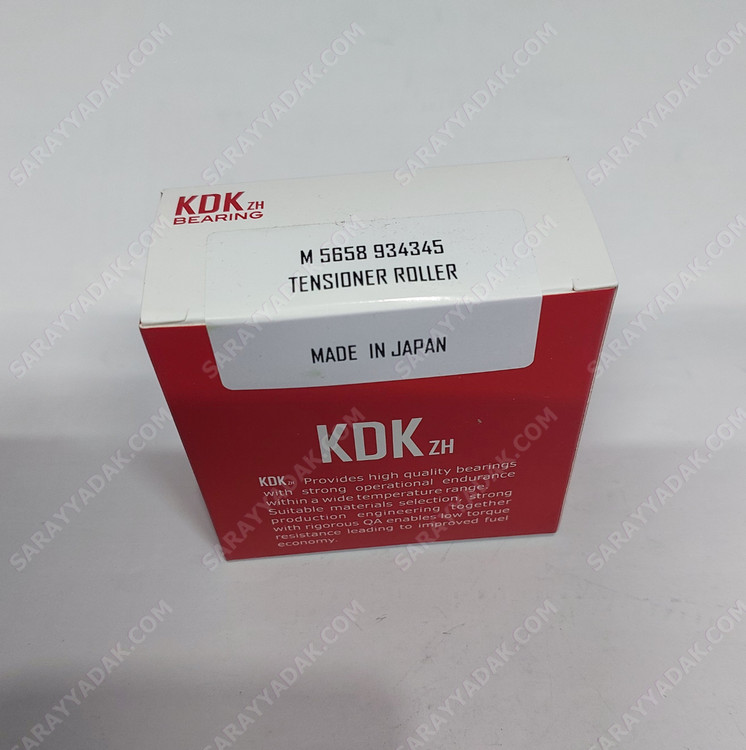 KDK ZH
BEARING
M 5658 934345
TENSIONER ROLLER
MADE IN JAPAN
KDK ZH
KDK ZH Provides high quality bearings
with strong operational endurance
within a wide temperature range.
Suitable materials selection, strong
production engineering together
with rigorous QA enables low torque
resistance leading to improved fuel
economy.
SARAYYADAK.COM